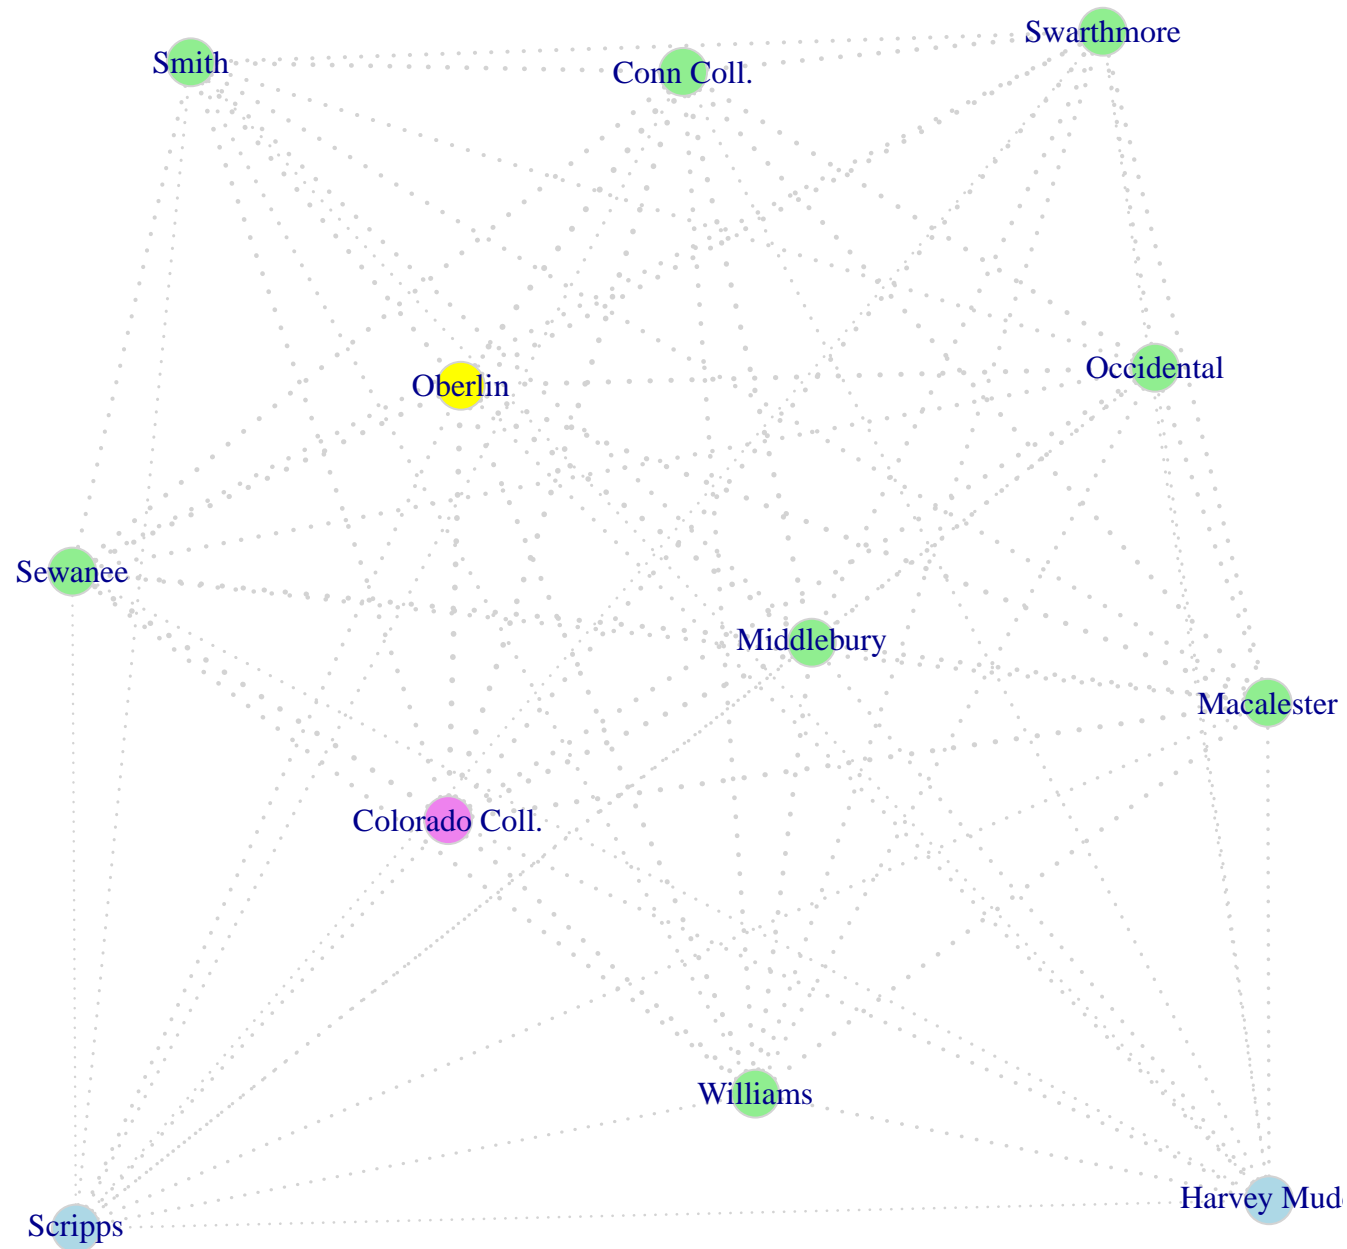 Swarthmore
Smith
Conn Coll.
Occidental
Oberlin
Sewanee
Middlebury
Macalester
Colorado Coll.
Williams
Harvey Mud
Scripps